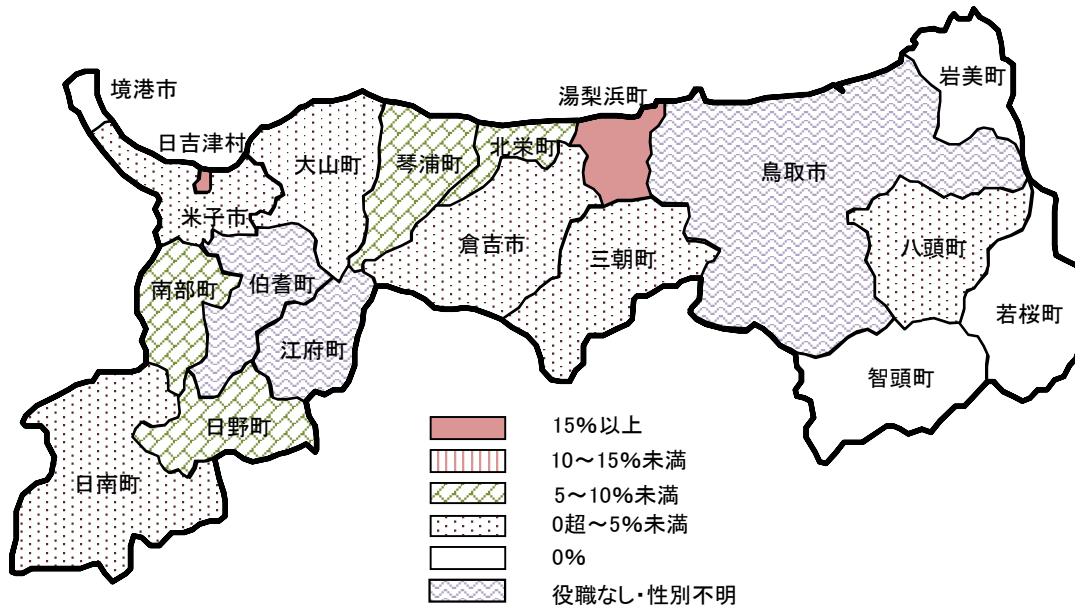 岩美町
境港市
湯梨浜町
日吉津村
大山町
琴浦町
北栄町
鳥取市
米子市
倉吉市
三朝町
八頭町
南部町
伯耆町
若桜町
江府町
智頭町
日野町
日南町
15%以上
10～15%未満
5～10%未満
0超～5%未満
0%
役職なし・性別不明